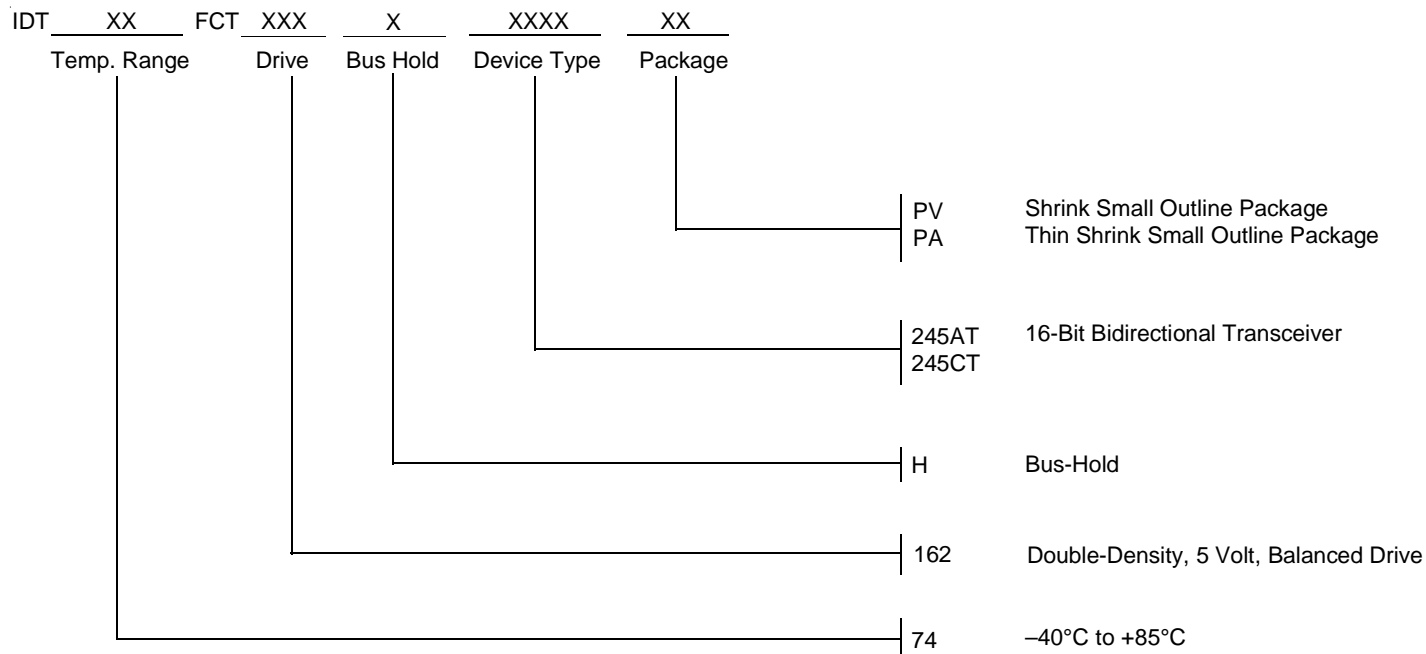 IDT XX FCT XXX X XXXX XX
Temp. Range Drive Bus Hold Device Type Package
PV Shrink Small Outline Package
PA Thin Shrink Small Outline Package
245AT 16-Bit Bidirectional Transceiver
245CT
H Bus-Hold
162 Double-Density, 5 Volt, Balanced Drive
74 –40°C to +85°C